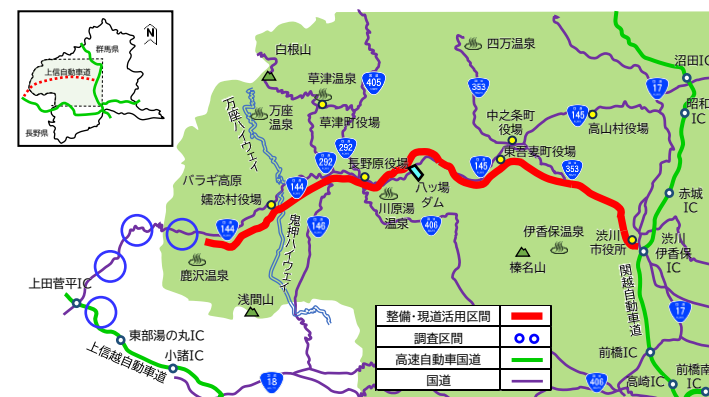 群馬県
N
上信自動車道
長野県
白根山
四万温泉
沼田IC
405
草津温泉
353
17
万座
温泉
万座ハイウェイ
草津町役場
中之条町
役場
145
高山村役場
昭和
IC
292
292
長野原役場
145
東吾妻町役場
353
バラギ高原
144
嬬恋村役場
八ッ場
ダム
赤城
IC
川原湯
温泉
144
鬼押ハイウェイ
146
406
伊香保温泉
渋川
市役所
渋川
伊香保
IC
鹿沢温泉
榛名山
上田菅平IC
浅間山
関越自動車道
17
整備・現道活用区間
調査区間
高速自動車国道
国道
東部湯の丸IC
上信越自動車道
小諸IC
18
前橋IC
406
高崎IC
前橋南
IC